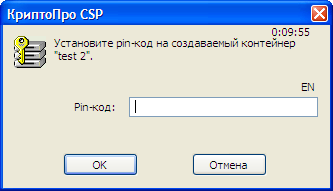 КриптоПро CSP
0:09:55
Установите pin-код на создаваемый контейнер
"test 2".
EN
Pin-код:
OK
Отмена